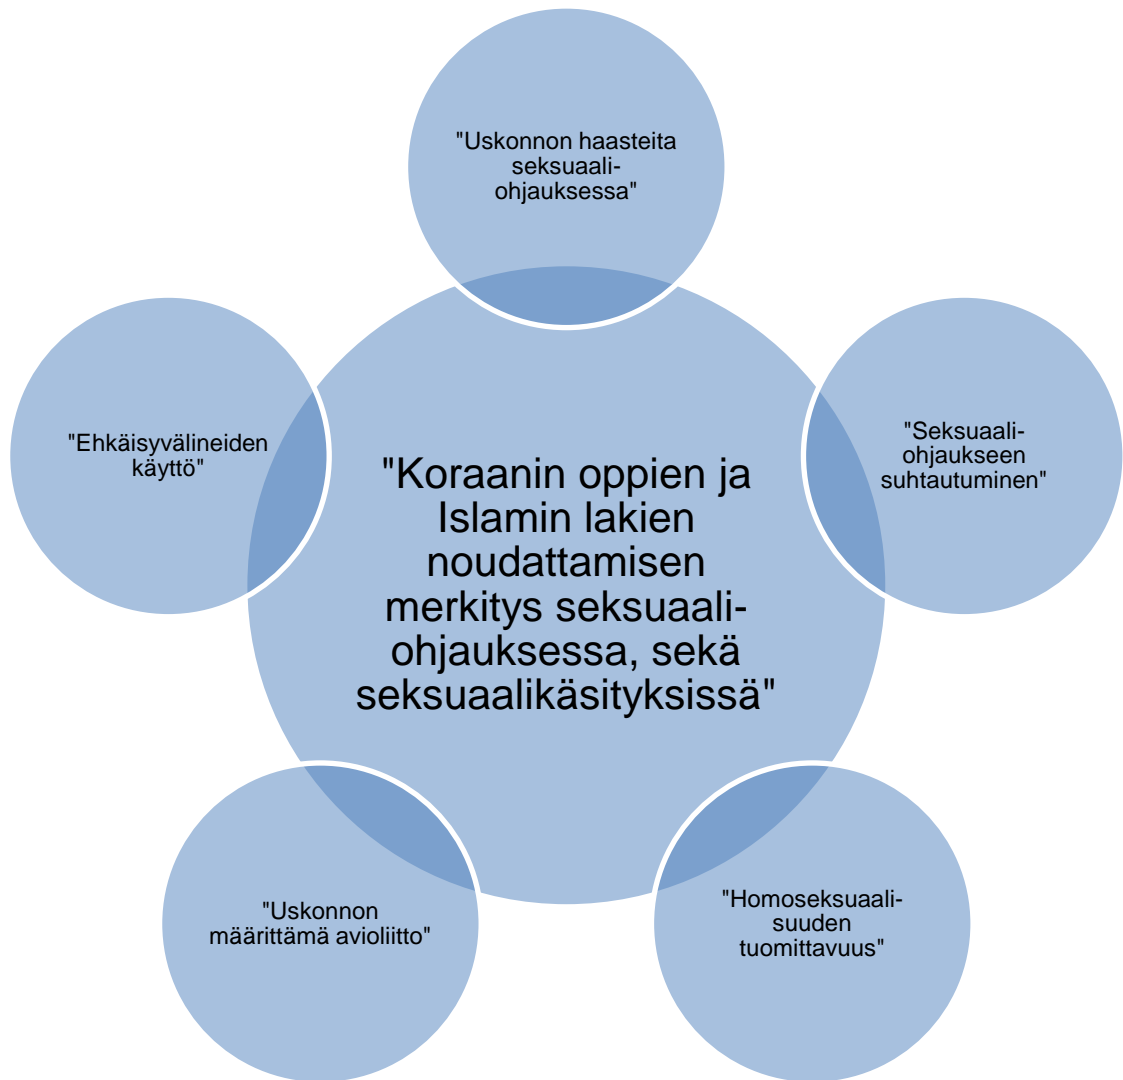 "Uskonnon haasteita
seksuaali-
ohjauksessa"
"Ehkäisyvälineiden
käyttö"
"Seksuaali-
ohjaukseen
suhtautuminen"
"Koraanin oppien ja
Islamin lakien
noudattamisen
merkitys seksuaali-
ohjauksessa, sekä
seksuaalikäsityksissä"
"Uskonnon
määrittämä avioliitto"
"Homoseksuaali-
suuden
tuomittavuus"